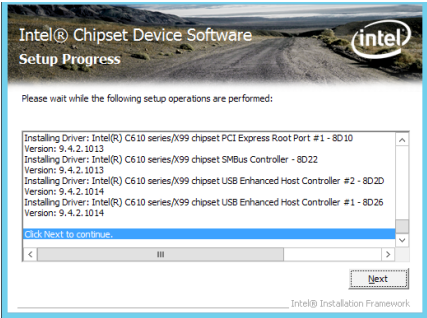 Intel® Chipset Device Software
Setup Progress
intel®
Please wait while the following setup operations are performed:
Installing Driver: Intel(R) C610 series/X99 chipset PCI Express Root Port #1 - 8D10
Version: 9.4.2.1013
Installing Driver: Intel(R) C610 series/X99 chipset SMBus Controller - 8D22
Version: 9.4.2.1013
Installing Driver: Intel(R) C610 series/X99 chipset USB Enhanced Host Controller #2 - 8D2D
Version: 9.4.2.1014
Installing Driver: Intel(R) C610 series/X99 chipset USB Enhanced Host Controller #1 - 8D26
Version: 9.4.2.1014
Click Next to continue.
Next
Intel® Installation Framework